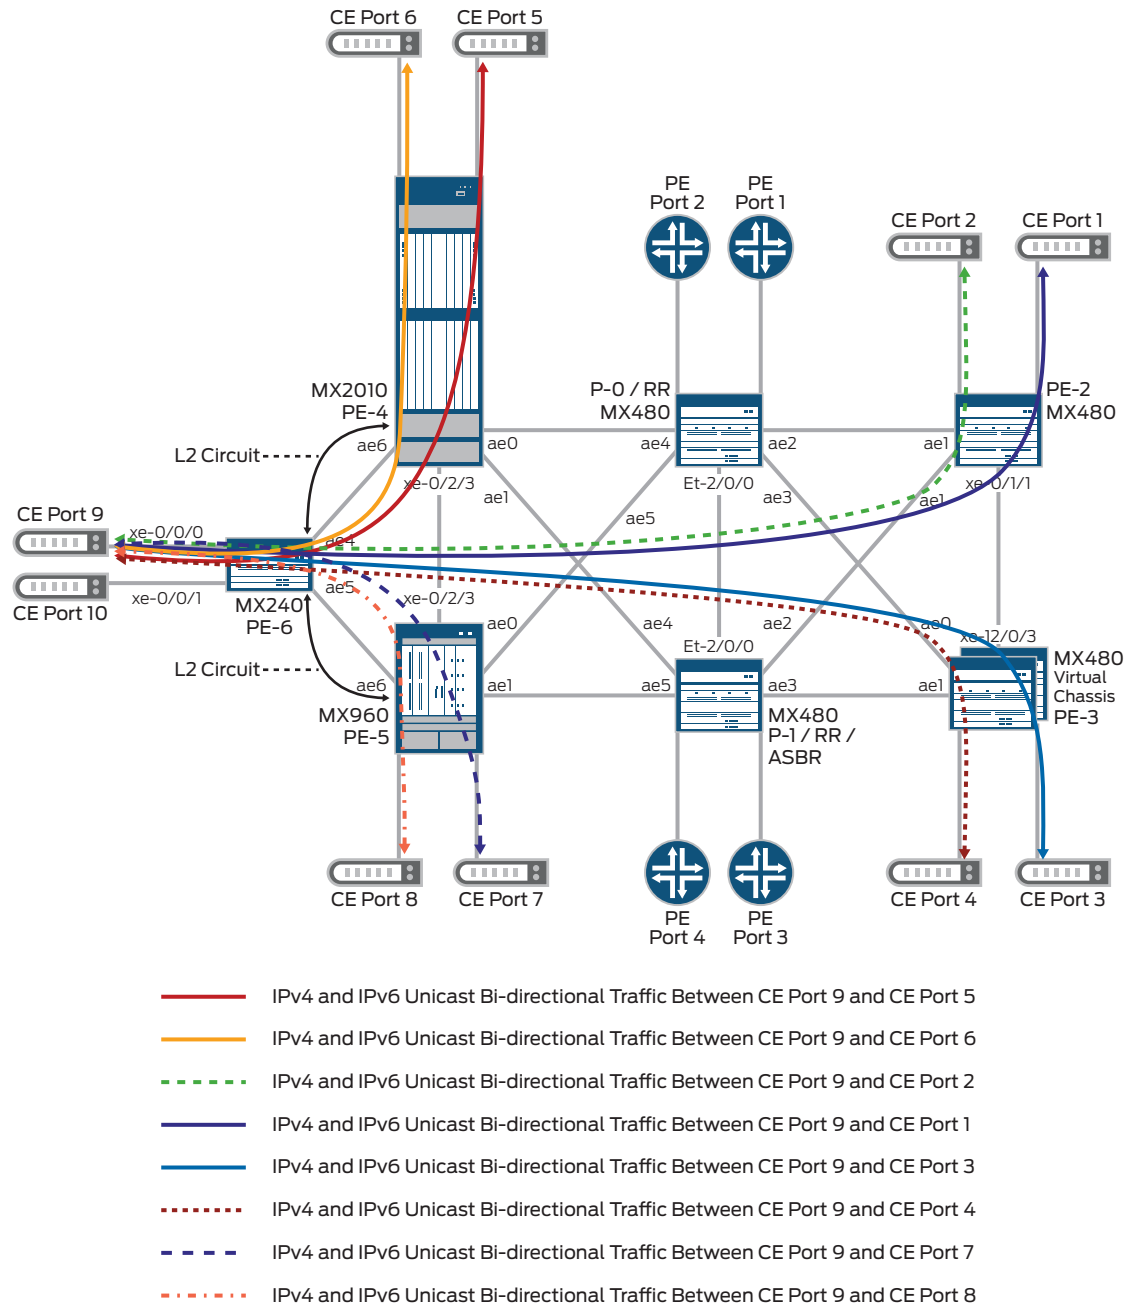 CE Port 6
CE Port 5
PE
Port 2
PE
Port 1
CE Port 2
CE Port 1
MX2010
PE-4
P-0 / RR
MX480
PE-2
MX480
ae6
ae0
ae4
ae2
ae1
L2 Circuit
xe-0/2/3
ae1
Et-2/0/0
ae3
ae1
xe-0/1/1
CE Port 9
xe-0/0/0
ae5
ae4
CE Port 10
xe-0/0/1
MX240
PE-6
ae5
xe-0/2/3
ae0
ae4
ae2
ae0
Et-2/0/0
xe-12/0/3
L2 Circuit
ae6
ae1
ae5
ae3
ae1
MX480
Virtual
Chassis
PE-3
MX960
PE-5
MX480
P-1 / RR /
ASBR
CE Port 8
CE Port 7
PE
Port 4
PE
Port 3
CE Port 4
CE Port 3
IPv4 and IPv6 Unicast Bi-directional Traffic Between CE Port 9 and CE Port 5
IPv4 and IPv6 Unicast Bi-directional Traffic Between CE Port 9 and CE Port 6
IPv4 and IPv6 Unicast Bi-directional Traffic Between CE Port 9 and CE Port 2
IPv4 and IPv6 Unicast Bi-directional Traffic Between CE Port 9 and CE Port 1
IPv4 and IPv6 Unicast Bi-directional Traffic Between CE Port 9 and CE Port 3
IPv4 and IPv6 Unicast Bi-directional Traffic Between CE Port 9 and CE Port 4
IPv4 and IPv6 Unicast Bi-directional Traffic Between CE Port 9 and CE Port 7
IPv4 and IPv6 Unicast Bi-directional Traffic Between CE Port 9 and CE Port 8